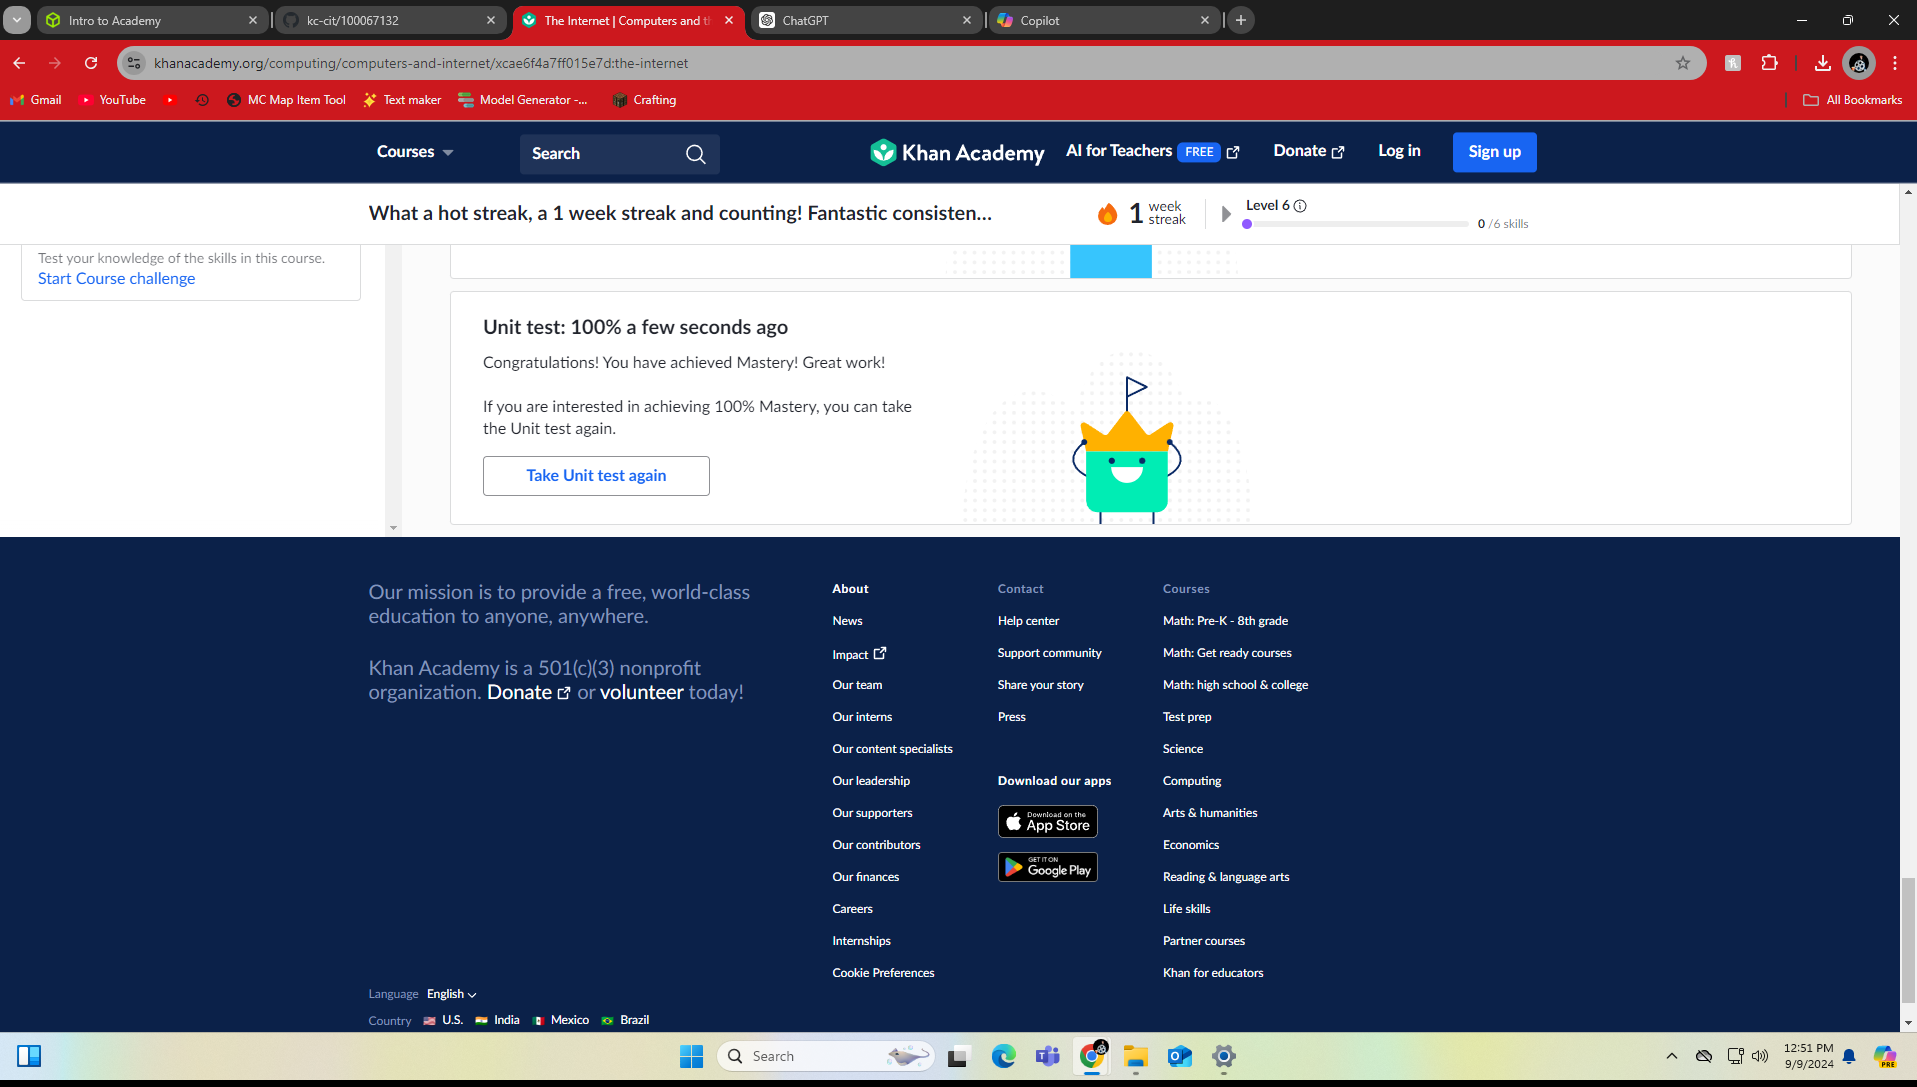 Intro to Academy
kc-cit/100067132
The Internet | Computers and t
ChatGPT
Copilot
khanacademy.org/computing/computers-and-internet/xcae6f4a7ff015e7d:the-internet
Gmail
YouTube
MC Map Item Tool
Text maker
Model Generator -...
Crafting
All Bookmarks
Courses
Search
Khan Academy
AI for Teachers FREE
Donate
Log in
Sign up
What a hot streak, a 1 week streak and counting! Fantastic consisten...
1 week streak
Level 6
0 /6 skills
Test your knowledge of the skills in this course.
Start Course challenge
Unit test: 100% a few seconds ago
Congratulations! You have achieved Mastery! Great work!
If you are interested in achieving 100% Mastery, you can take
the Unit test again.
Take Unit test again
Our mission is to provide a free, world-class
education to anyone, anywhere.
Khan Academy is a 501(c)(3) nonprofit
organization. Donate or volunteer today!
About
News
Impact
Our team
Our interns
Our content specialists
Our leadership
Our supporters
Our contributors
Our finances
Careers
Internships
Cookie Preferences
Contact
Help center
Support community
Share your story
Press
Download our apps
Download on the
App Store
GET IT ON
Google Play
Courses
Math: Pre-K - 8th grade
Math: Get ready courses
Math: high school & college
Test prep
Science
Computing
Arts & humanities
Economics
Reading & language arts
Life skills
Partner courses
Khan for educators
Language English
Country U.S. India Mexico Brazil
Search
12:51 PM
9/9/2024
PRE